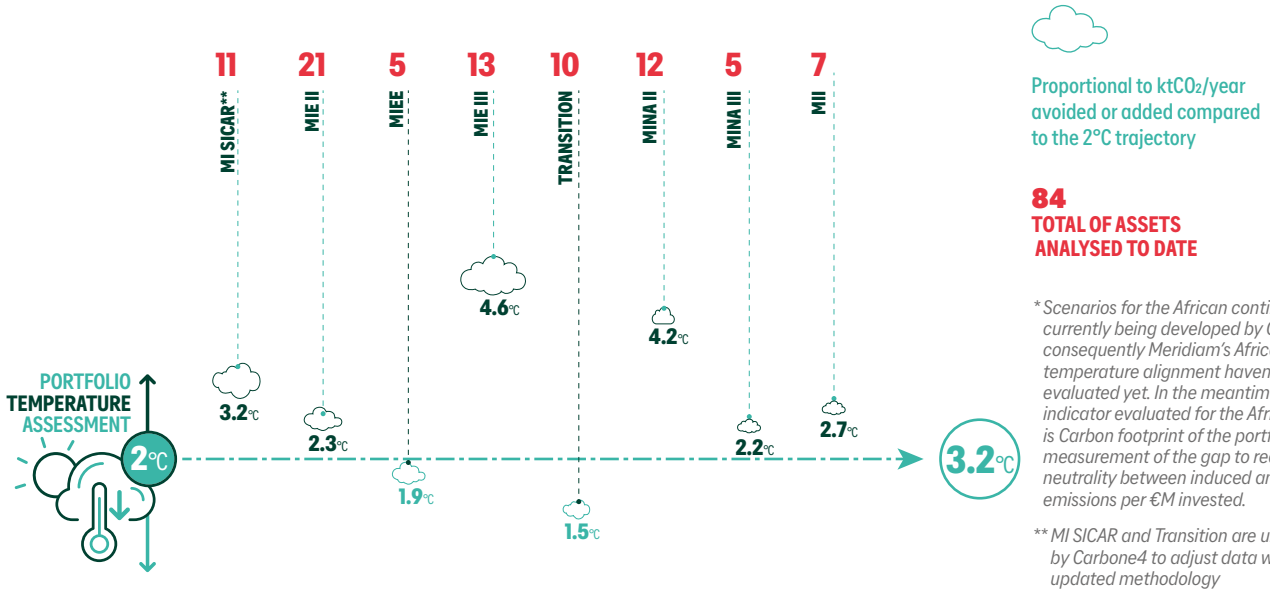 11
21
5
13
10
12
5
7
MI SICAR**
MIE II
MIEE
MIE III
TRANSITION
MINA II
MINA III
MII
4.6°C
4.2°C
3.2°C
2.3°C
2.2°C
2.7°C
1.9°C
1.5°C
PORTFOLIO
TEMPERATURE
ASSESSMENT
2°C
3.2°C
Proportional to ktCO₂/year
avoided or added compared
to the 2°C trajectory
84
TOTAL OF ASSETS
ANALYSED TO DATE
* Scenarios for the African conti
currently being developed by
consequently Meridiam's Africa
temperature alignment haven
evaluated yet. In the meantim
indicator evaluated for the Afri
is Carbon footprint of the portf
measurement of the gap to re
neutrality between induced a
emissions per €M invested.
** MI SICAR and Transition are u
by Carbone4 to adjust data w
updated methodology